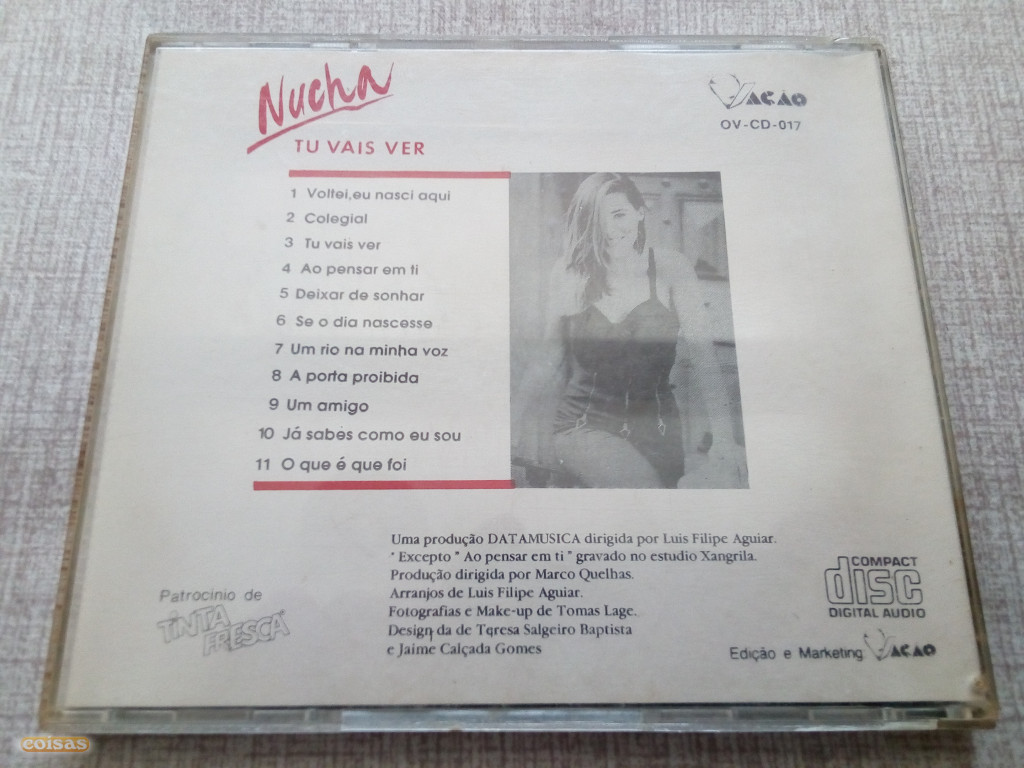 Nucha
TU VAIS VER
1 Voltei, eu nasci aqui
2 Colegial
3 Tu vais ver
4 Ao pensar em ti
5 Deixar de sonhar
6 Se o dia nascesse
7 Um rio na minha voz
8 A porta proibida
9 Um amigo
10 Já sabes como eu sou
11 O que é que foi
OVAÇÃO
OV-CD-017
Uma produção DATAMUSICA dirigida por Luis Filipe Aguiar.
" Excepto " Ao pensar em ti " gravado no estudio Xangrila.
Produção dirigida por Marco Quelhas.
Arranjos de Luis Filipe Aguiar.
Fotografias e Make-up de Tomas Lage.
Design da de Teresa Salgeiro Baptista
e Jaime Calçada Gomes
Patrocínio de
TINTA
FRESCA
COMPACT
disc
DIGITAL AUDIO
Edição e Marketing OVAÇÃO
coisas